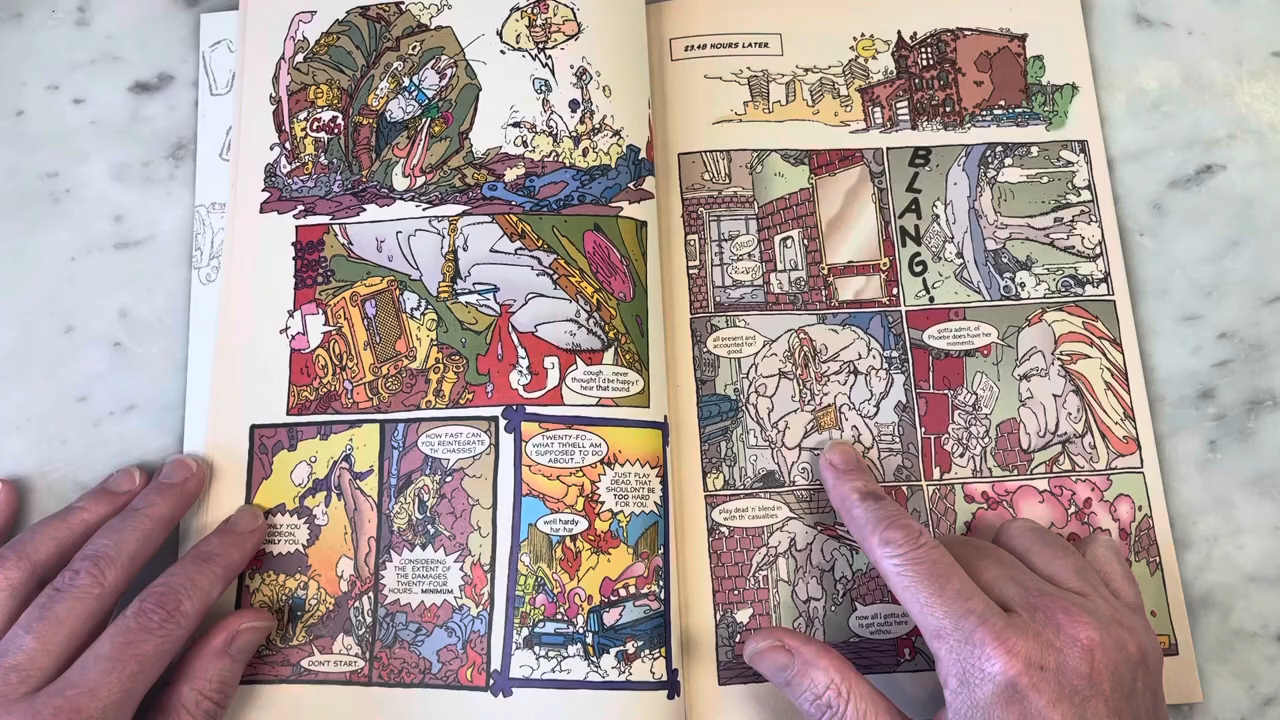 Gas
cough... never
thought I'd be happy t'
hear that sound.
ONLY YOU
GIDEON,
ONLY YOU.
DON'T START.
HOW FAST CAN
YOU REINTEGRATE
TH' CHASSIS?
CONSIDERING
THE EXTENT OF
THE DAMAGES,
TWENTY-FOUR
HOURS... MINIMUM.
TWENTY-FO...
WHAT TH'HELL AM
I SUPPOSED TO DO
ABOUT...?
JUST PLAY
DEAD. THAT
SHOULDN'T BE
TOO HARD
FOR YOU.
well hardy-
har-har
23.48 HOURS LATER.
BLANG!
all present and
accounted for?
good.
gotta admit, ol'
Phoebe does have her
moments.
play dead 'n' blend in
with th' casualties.
now all I gotta do
is get outta here
withou...